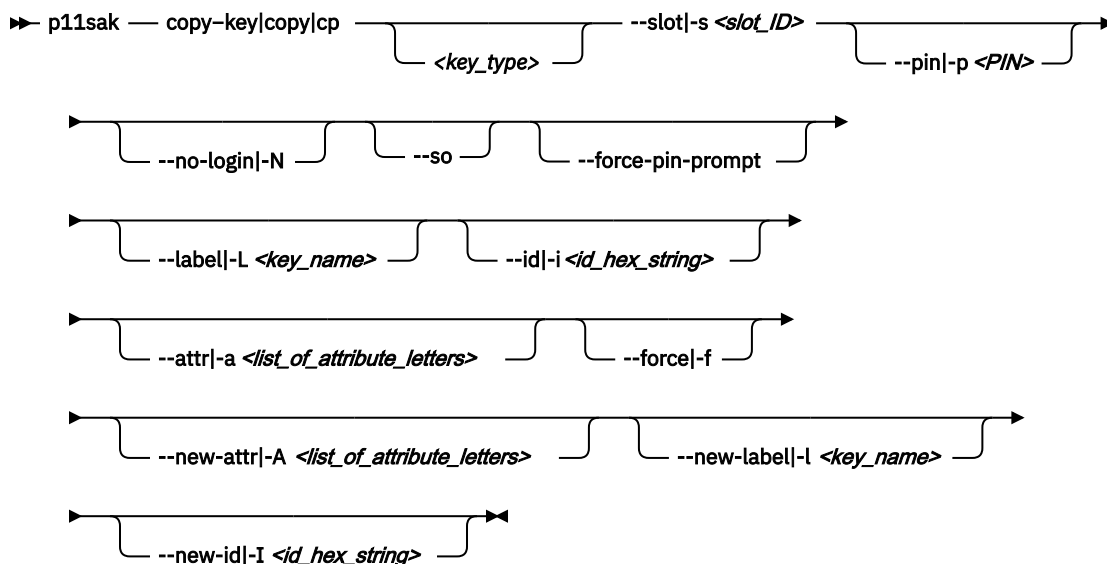 p11sak copy–key|copy|cp --slot|-s <slot_ID>
<key_type> --pin|-p <PIN>
--no-login|-N --so --force-pin-prompt
--label|-L <key_name> --id|-i <id_hex_string>
--attr|-a <list_of_attribute_letters> --force|-f
--new-attr|-A <list_of_attribute_letters> --new-label|-l <key_name>
--new-id|-I <id_hex_string>